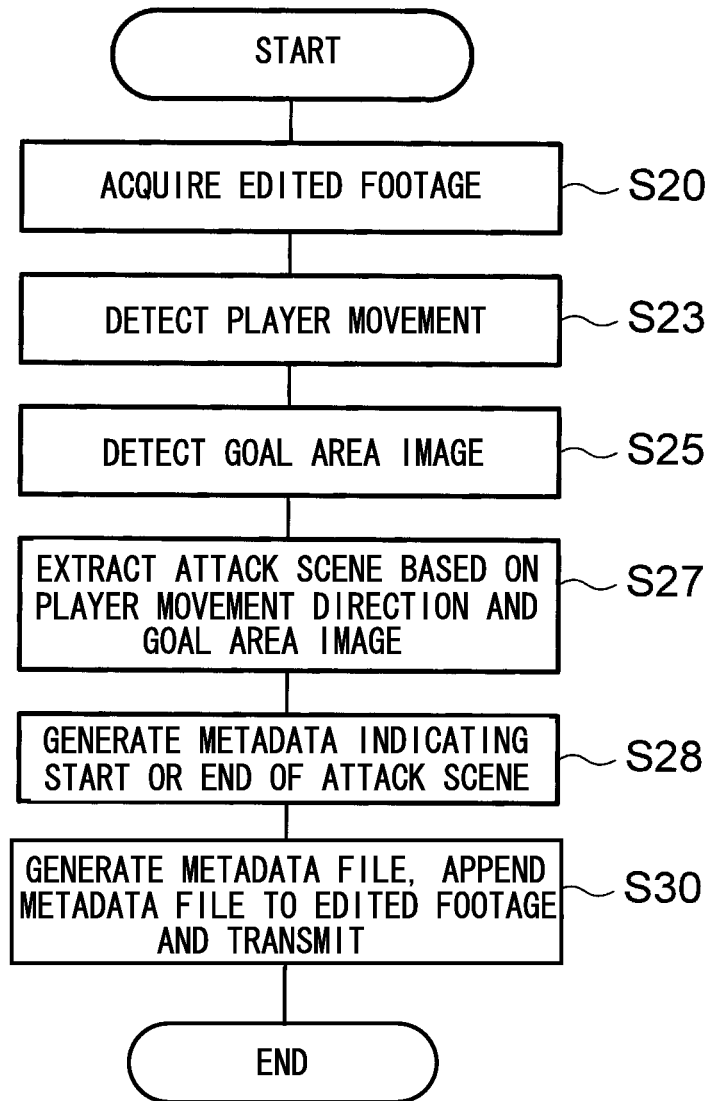 START
ACQUIRE EDITED FOOTAGE
S20
DETECT PLAYER MOVEMENT
S23
DETECT GOAL AREA IMAGE
S25
EXTRACT ATTACK SCENE BASED ON
PLAYER MOVEMENT DIRECTION AND
GOAL AREA IMAGE
S27
GENERATE METADATA INDICATING
START OR END OF ATTACK SCENE
S28
GENERATE METADATA FILE, APPEND
METADATA FILE TO EDITED FOOTAGE
AND TRANSMIT
S30
END